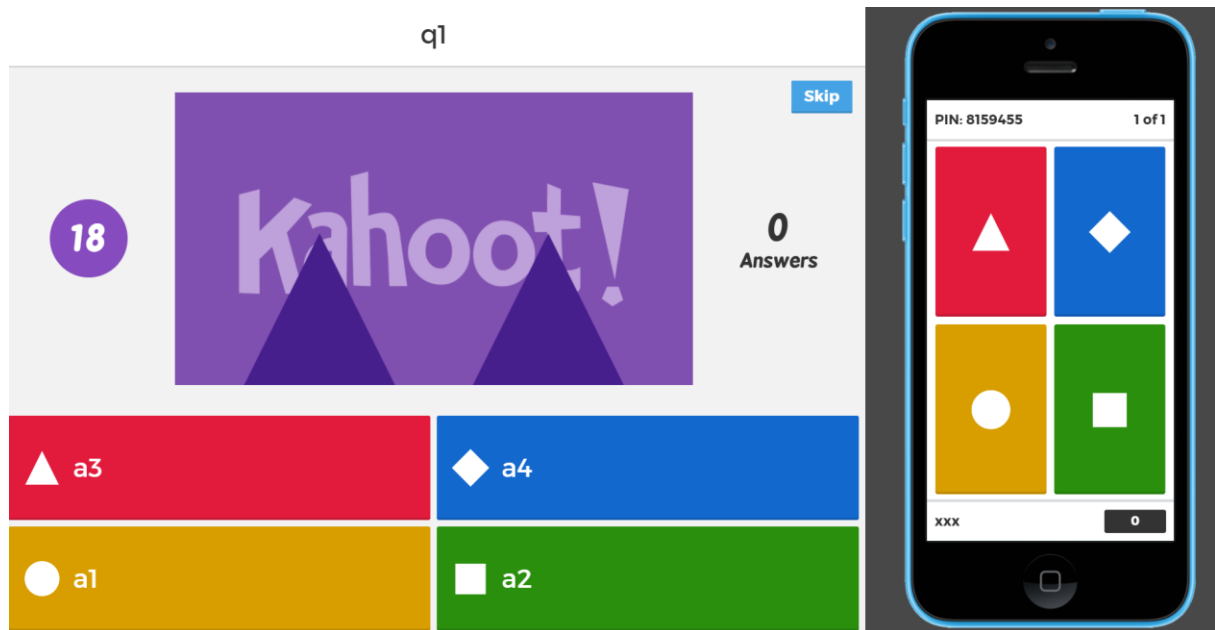 q1
Skip
18
Kahoot!
0
Answers
a3
a4
a1
a2
PIN: 8159455
1 of 1
xxx
0